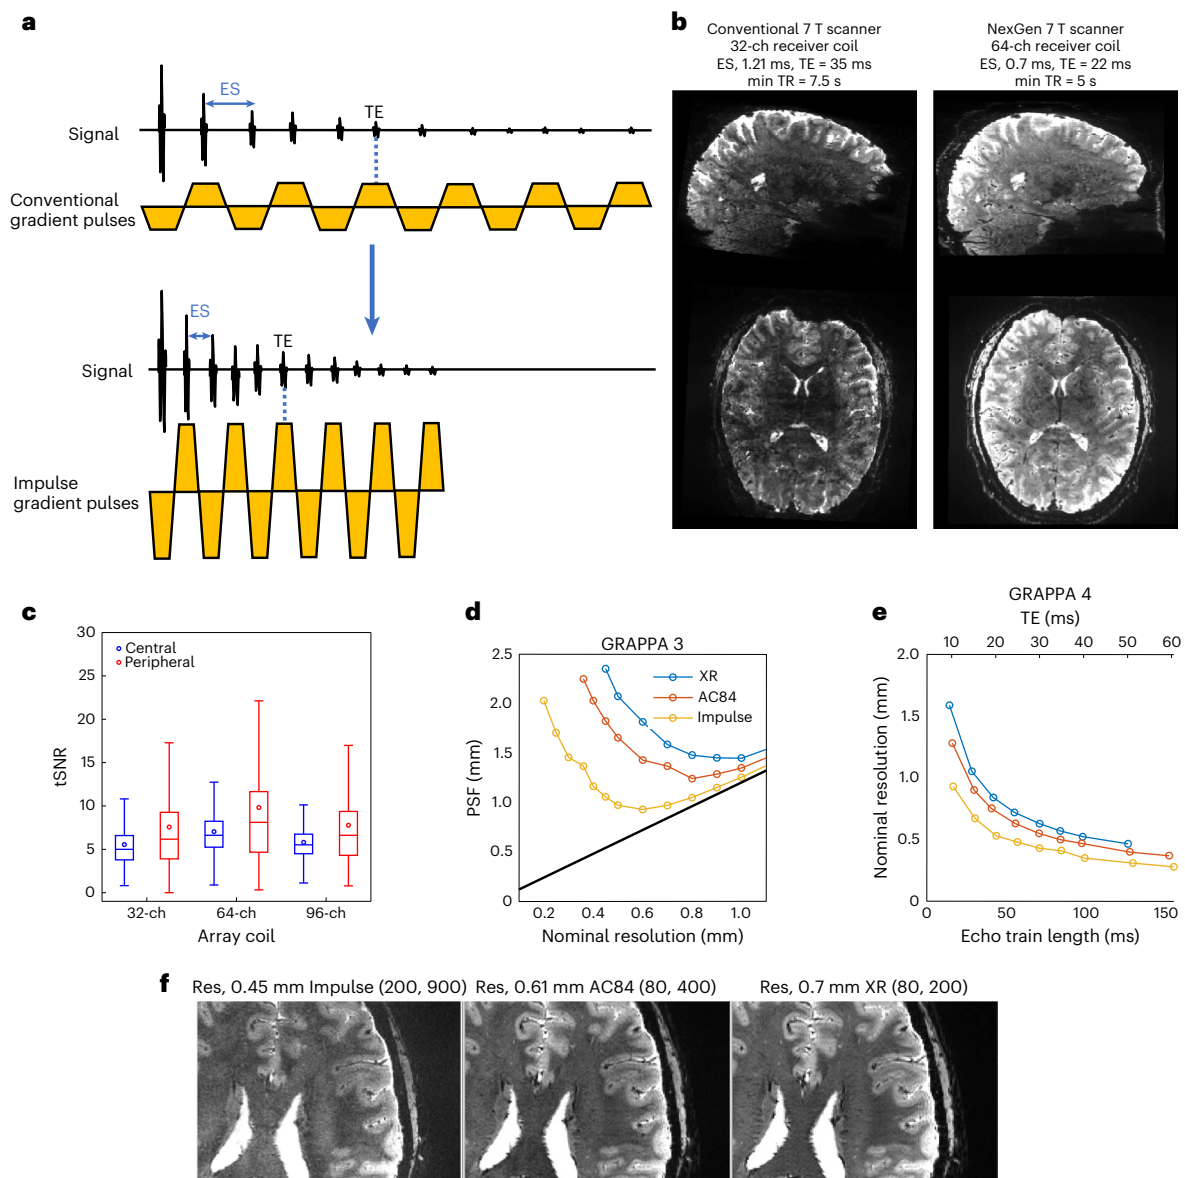 a
ES
TE
Signal
Conventional
gradient pulses
ES
TE
Signal
Impulse
gradient pulses
b
Conventional 7 T scanner
32-ch receiver coil
ES, 1.21 ms, TE = 35 ms
min TR = 7.5 s
NexGen 7 T scanner
64-ch receiver coil
ES, 0.7 ms, TE = 22 ms
min TR = 5 s
c
30
25
20
15
10
5
0
tSNR
Central
Peripheral
32-ch
64-ch
96-ch
Array coil
d
GRAPPA 3
2.5
2.0
1.5
1.0
0.5
0
PSF (mm)
XR
AC84
Impulse
0.2
0.4
0.6
0.8
1.0
Nominal resolution (mm)
e
GRAPPA 4
TE (ms)
10
20
30
40
50
60
2.0
1.5
1.0
0.5
0
Nominal resolution (mm)
0
50
100
150
Echo train length (ms)
f
Res, 0.45 mm Impulse (200, 900)
Res, 0.61 mm AC84 (80, 400)
Res, 0.7 mm XR (80, 200)